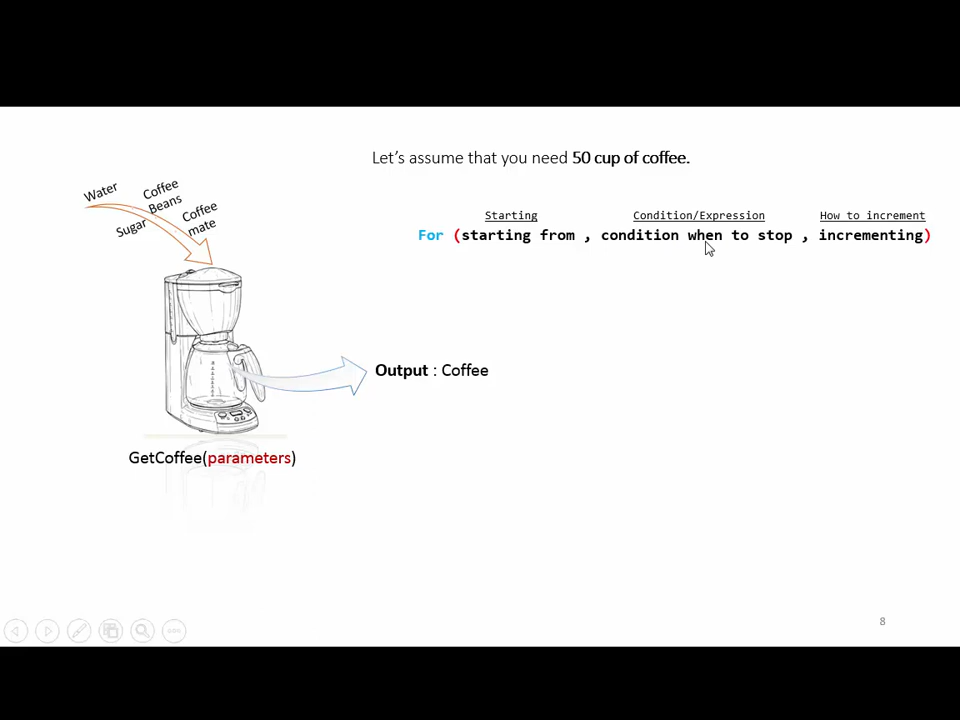 Let's assume that you need 50 cup of coffee.
Water
Coffee
Beans
Sugar
Coffee
mate
Starting Condition/Expression How to increment
For (starting from , condition when to stop , incrementing)
Output : Coffee
GetCoffee(parameters)
8